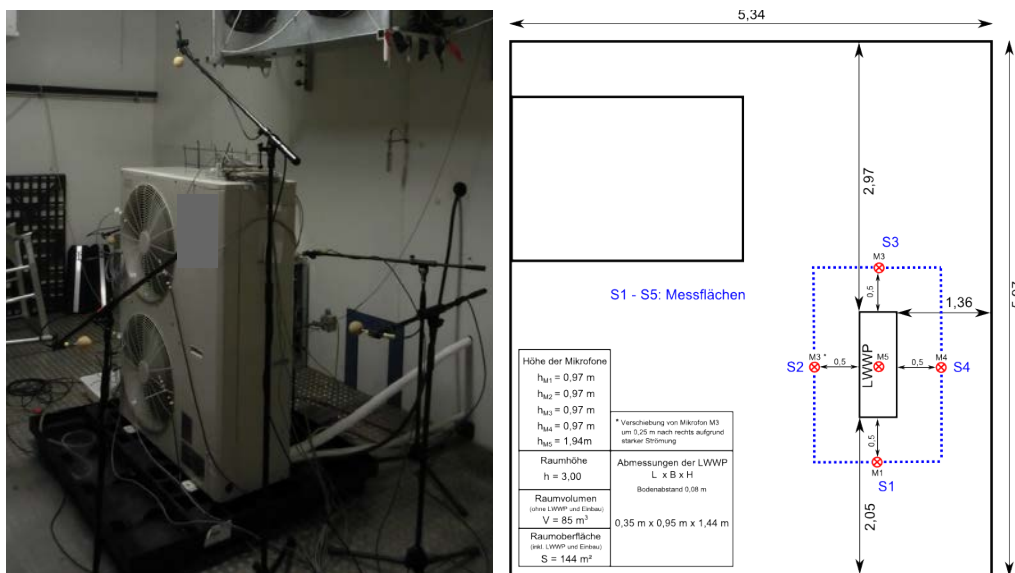 5,34
2,97
S3
M3
0,5
1,36
S1 - S5: Messflächen
S2
M3 *
0,5
LWWP
M5
0,5
M4
S4
0,5
M1
S1
2,05
Höhe der Mikrofone
hM1 = 0,97 m
hM2 = 0,97 m
hM3 = 0,97 m
hM4 = 0,97 m
hM5 = 1,94m
* Verschiebung von Mikrofon M3
um 0,25 m nach rechts aufgrund
starker Strömung
Raumhöhe
h = 3,00
Abmessungen der LWWP
L x B x H
Bodenabstand 0,08 m
0,35 m x 0,95 m x 1,44 m
Raumvolumen
(ohne LWWP und Einbau)
V = 85 m³
Raumoberfläche
(inkl. LWWP und Einbau)
S = 144 m²